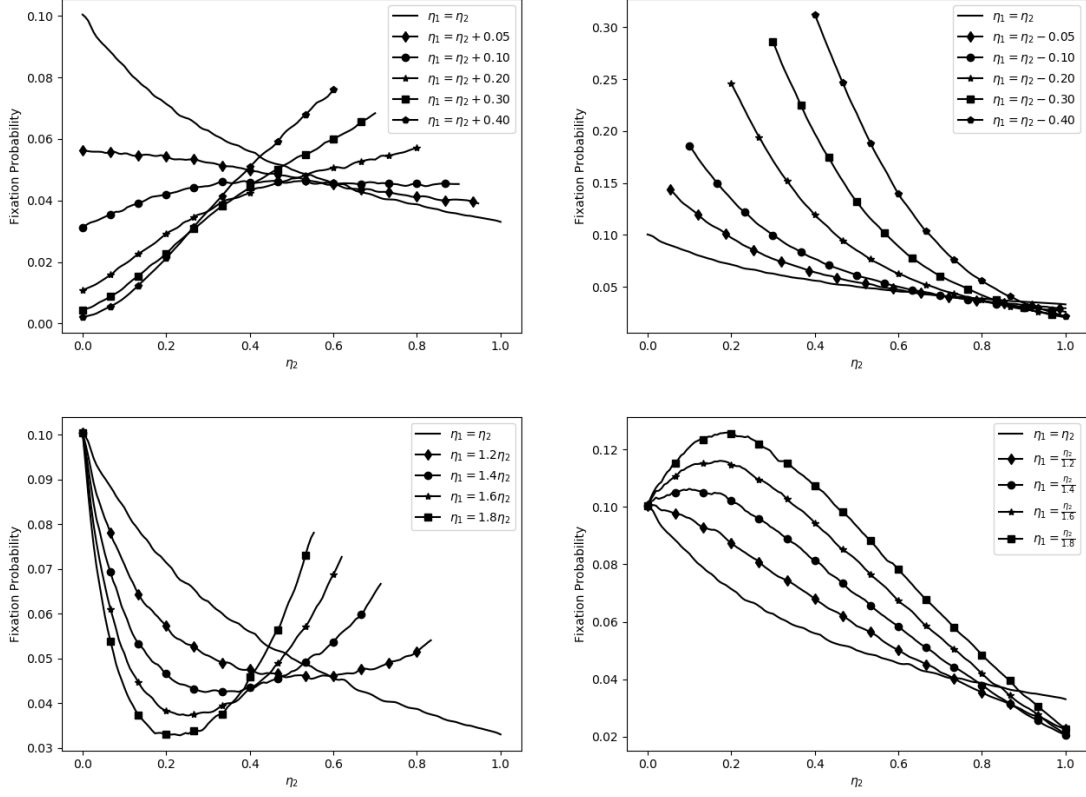 0.10
0.08
0.06
0.04
0.02
0.00
Fixation Probability
0.0 0.2 0.4 0.6 0.8 1.0
η₂
η₁ = η₂
η₁ = η₂ + 0.05
η₁ = η₂ + 0.10
η₁ = η₂ + 0.20
η₁ = η₂ + 0.30
η₁ = η₂ + 0.40
0.30
0.25
0.20
0.15
0.10
0.05
Fixation Probability
0.0 0.2 0.4 0.6 0.8 1.0
η₂
η₁ = η₂
η₁ = η₂ − 0.05
η₁ = η₂ − 0.10
η₁ = η₂ − 0.20
η₁ = η₂ − 0.30
η₁ = η₂ − 0.40
0.10
0.09
0.08
0.07
0.06
0.05
0.04
0.03
Fixation Probability
0.0 0.2 0.4 0.6 0.8 1.0
η₂
η₁ = η₂
η₁ = 1.2η₂
η₁ = 1.4η₂
η₁ = 1.6η₂
η₁ = 1.8η₂
0.12
0.10
0.08
0.06
0.04
0.02
Fixation Probability
0.0 0.2 0.4 0.6 0.8 1.0
η₂
η₁ = η₂
η₁ = η₂/1.2
η₁ = η₂/1.4
η₁ = η₂/1.6
η₁ = η₂/1.8